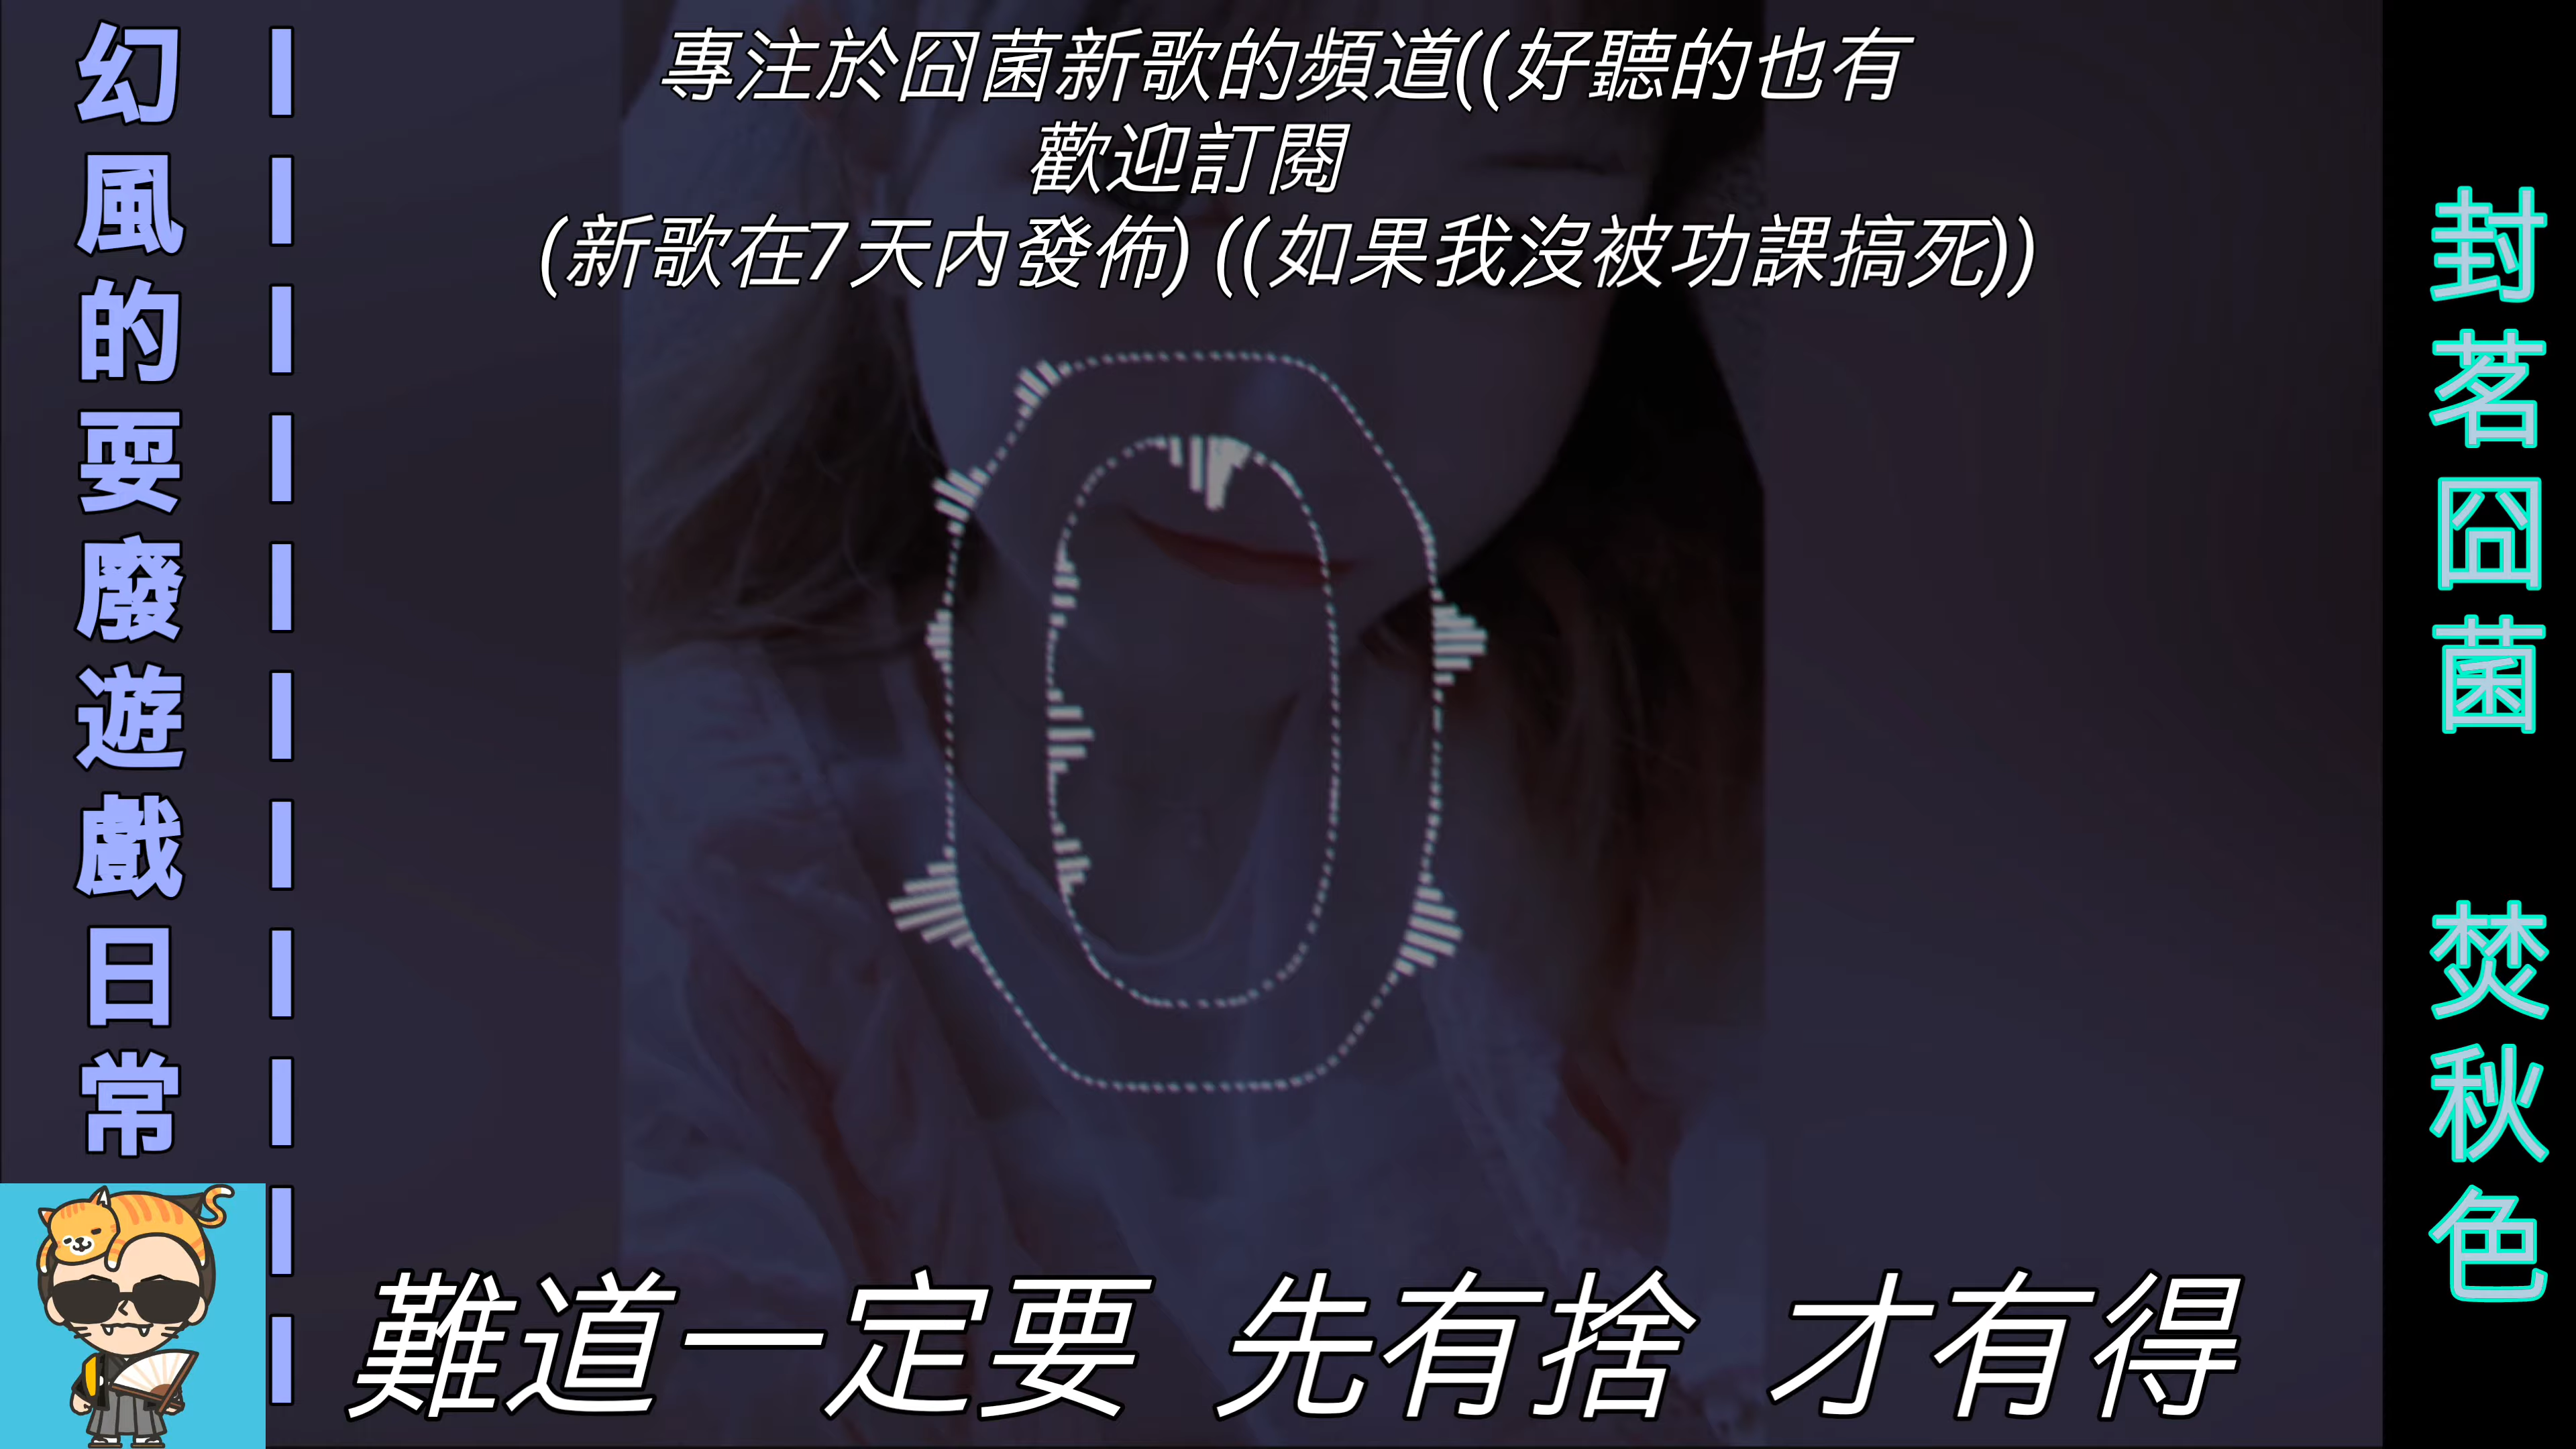 幻風的耍廢遊戲日常
專注於囧菌新歌的頻道((好聽的也有
歡迎訂閱
(新歌在7天內發佈) ((如果我沒被功課搞死))
封茗囧菌 焚秋色
難道一定要 先有捨 才有得